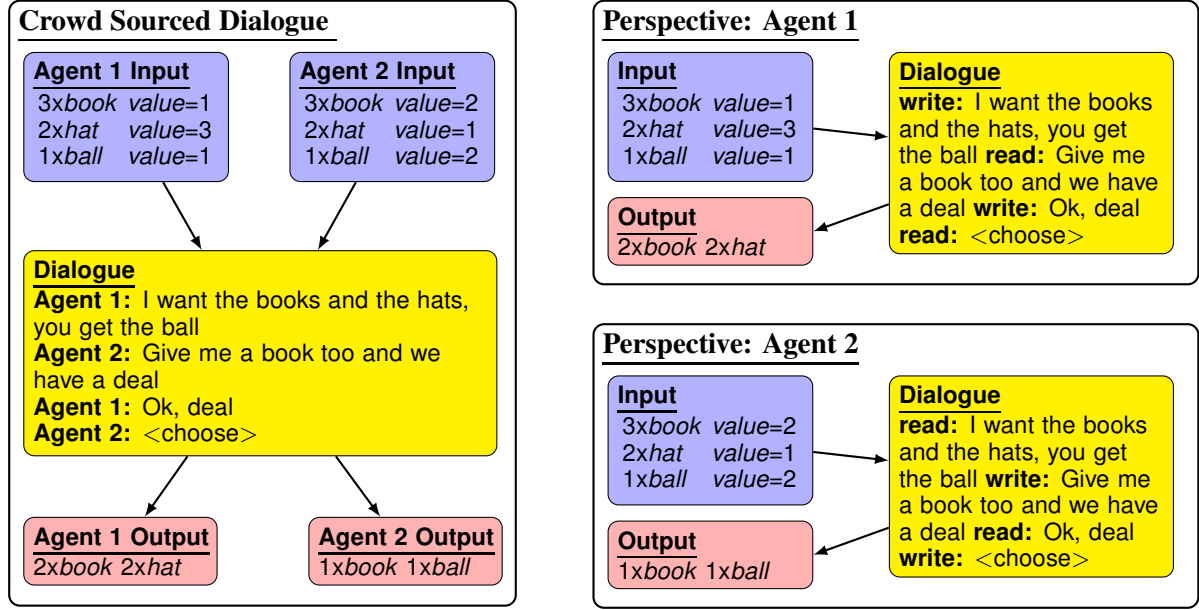 Crowd Sourced Dialogue
Agent 1 Input
3xbook value=1
2xhat value=3
1xball value=1
Agent 2 Input
3xbook value=2
2xhat value=1
1xball value=2
Dialogue
Agent 1: I want the books and the hats,
you get the ball
Agent 2: Give me a book too and we
have a deal
Agent 1: Ok, deal
Agent 2: <choose>
Agent 1 Output
2xbook 2xhat
Agent 2 Output
1xbook 1xball
Perspective: Agent 1
Input
3xbook value=1
2xhat value=3
1xball value=1
Output
2xbook 2xhat
Dialogue
write: I want the books
and the hats, you get
the ball read: Give me
a book too and we have
a deal write: Ok, deal
read: <choose>
Perspective: Agent 2
Input
3xbook value=2
2xhat value=1
1xball value=2
Output
1xbook 1xball
Dialogue
read: I want the books
and the hats, you get
the ball write: Give me
a book too and we have
a deal read: Ok, deal
write: <choose>